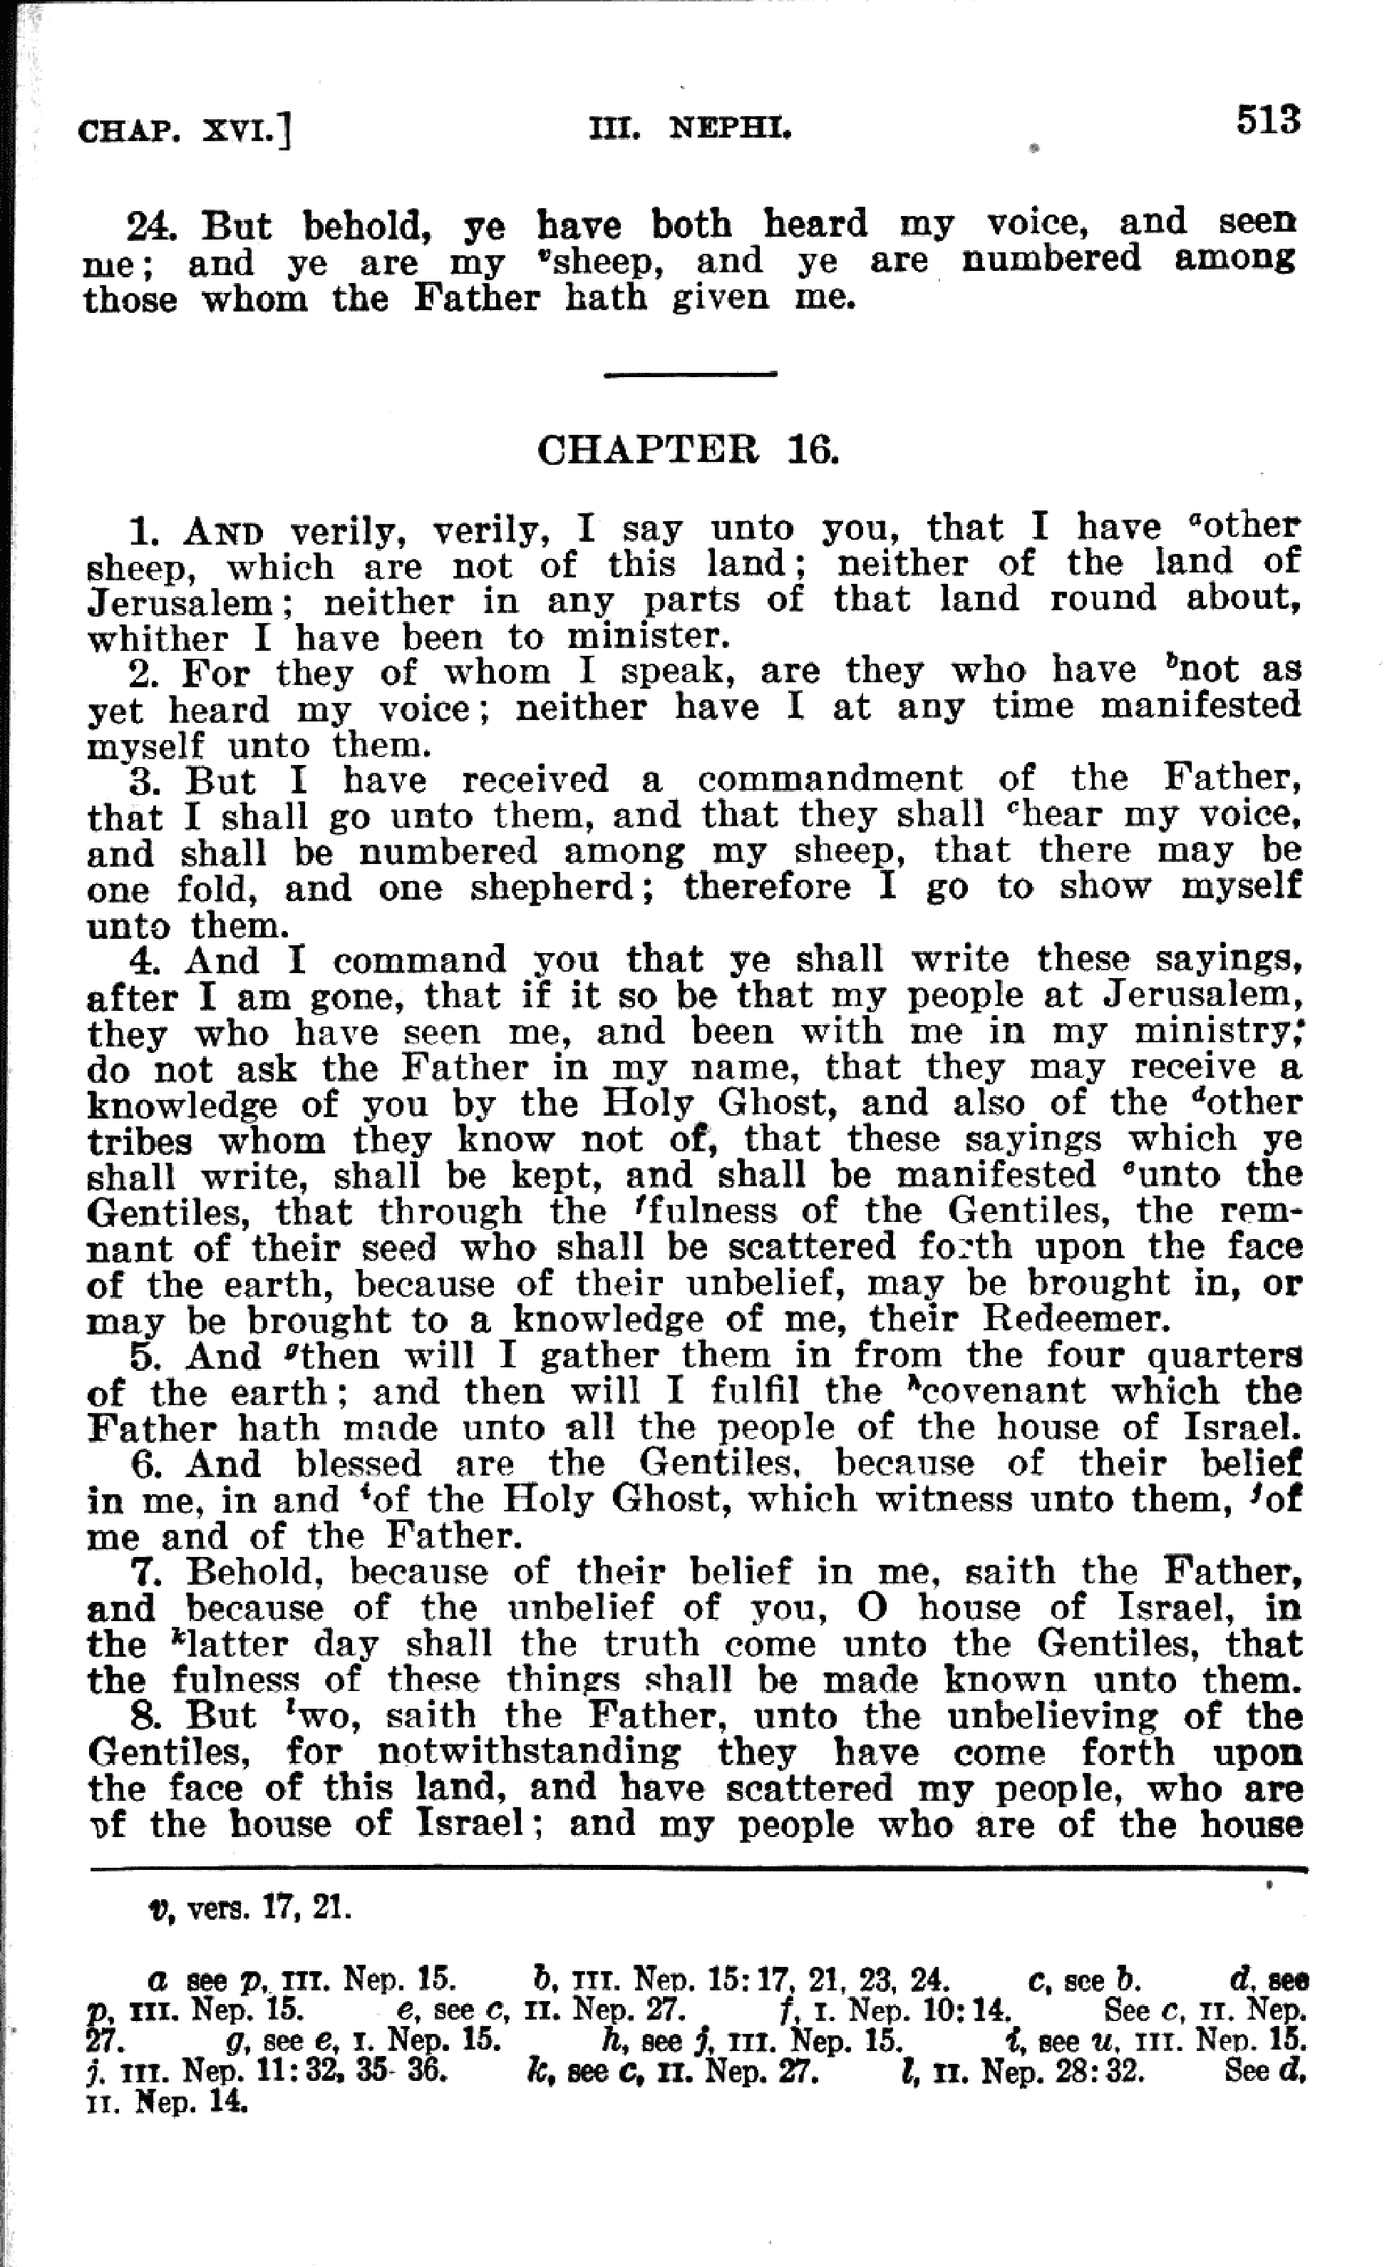 CHAP. XVI.] III. NEPHI. 513
24. But behold, ye have both heard my voice, and seen
me; and ye are my vsheep, and ye are numbered among
those whom the Father hath given me.
CHAPTER 16.
1. AND verily, verily, I say unto you, that I have aother
sheep, which are not of this land; neither of the land of
Jerusalem; neither in any parts of that land round about,
whither I have been to minister.
2. For they of whom I speak, are they who have bnot as
yet heard my voice; neither have I at any time manifested
myself unto them.
3. But I have received a commandment of the Father,
that I shall go unto them, and that they shall chear my voice,
and shall be numbered among my sheep, that there may be
one fold, and one shepherd; therefore I go to show myself
unto them.
4. And I command you that ye shall write these sayings,
after I am gone, that if it so be that my people at Jerusalem,
they who have seen me, and been with me in my ministry;
do not ask the Father in my name, that they may receive a
knowledge of you by the Holy Ghost, and also of the dother
tribes whom they know not of, that these sayings which ye
shall write, shall be kept, and shall be manifested eunto the
Gentiles, that through the ffulness of the Gentiles, the rem-
nant of their seed who shall be scattered forth upon the face
of the earth, because of their unbelief, may be brought in, or
may be brought to a knowledge of me, their Redeemer.
5. And gthen will I gather them in from the four quarters
of the earth; and then will I fulfil the hcovenant which the
Father hath made unto all the people of the house of Israel.
6. And blessed are the Gentiles, because of their belief
in me, in and iof the Holy Ghost, which witness unto them, jof
me and of the Father.
7. Behold, because of their belief in me, saith the Father,
and because of the unbelief of you, O house of Israel, in
the klatter day shall the truth come unto the Gentiles, that
the fulness of these things shall be made known unto them.
8. But lwo, saith the Father, unto the unbelieving of the
Gentiles, for notwithstanding they have come forth upon
the face of this land, and have scattered my people, who are
of the house of Israel; and my people who are of the house
v, vers. 17, 21.
a see p, III. Nep. 15. b, III. Nep. 15:17, 21, 23, 24. c, see b. d, see
p, III. Nep. 15. e, see c, II. Nep. 27. f, I. Nep. 10:14. See c, II. Nep.
27. g, see e, I. Nep. 15. h, see j, III. Nep. 15. i, see u, III. Nep. 15.
j, III. Nep. 11:32, 35-36. k, see c, II. Nep. 27. l, II. Nep. 28:32. See d,
II. Nep. 14.